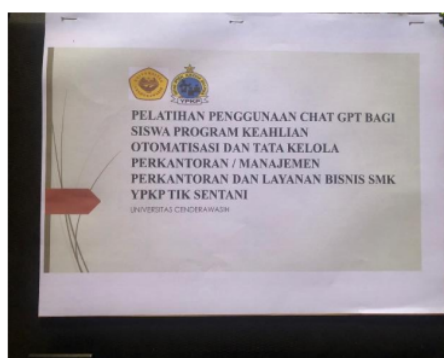 YPKP
PELATIHAN PENGGUNAAN CHAT GPT BAGI
SISWA PROGRAM KEAHLIAN
OTOMATISASI DAN TATA KELOLA
PERKANTORAN / MANAJEMEN
PERKANTORAN DAN LAYANAN BISNIS SMK
YPKP TIK SENTANI
UNIVERSITAS CENDERAWASIH